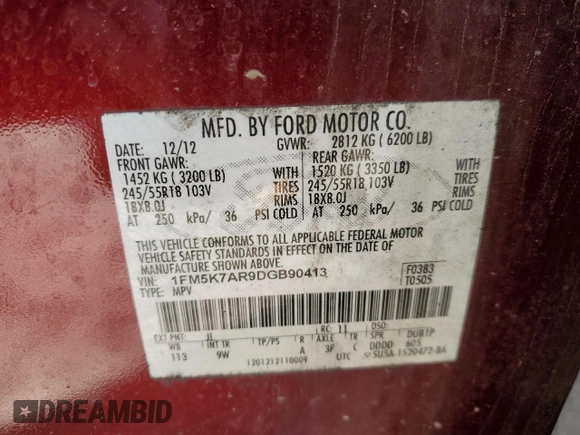 MFD. BY FORD MOTOR CO.
DATE: 12/12 GVWR: 2812 KG ( 6200 LB)
FRONT GAWR: REAR GAWR:
1452 KG ( 3200 LB) WITH 1520 KG ( 3350 LB) WITH
245/55R18 103V TIRES 245/55R18 103V TIRES
18X8.0J RIMS 18X8.0J RIMS
AT 250 kPa/ 36 PSI COLD AT 250 kPa/ 36 PSI COLD
THIS VEHICLE CONFORMS TO ALL APPLICABLE FEDERAL MOTOR
VEHICLE SAFETY STANDARDS IN EFFECT ON THE DATE OF
MANUFACTURE SHOWN ABOVE.
VIN: 1FM5K7AR9DGB90413 F0383
TYPE: MPV T0505
EXT PNT: JL RC: 11 DSO:
WB INT TR TP/PS R AXLE TR SPR DUB1P
113 9W A 3F C DDDD 605
1201212110009 UTC 5USA-1520472-BA
DREAMBID